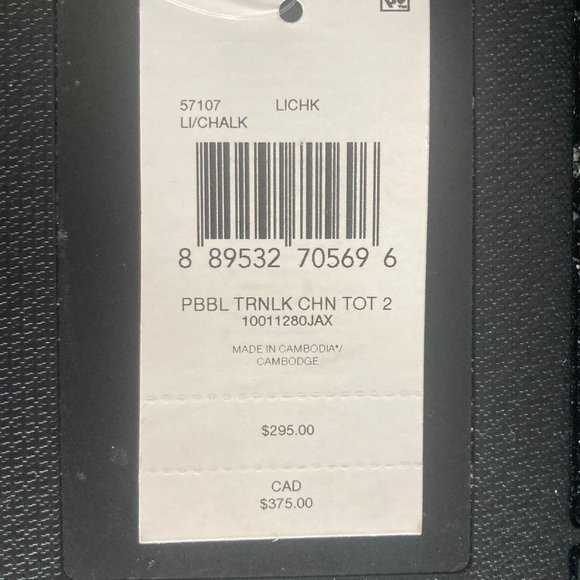 57107 LICHK
LI/CHALK
8 89532 70569 6
PBBL TRNLK CHN TOT 2
10011280JAX
MADE IN CAMBODIA*/
CAMBODGE
$295.00
CAD
$375.00